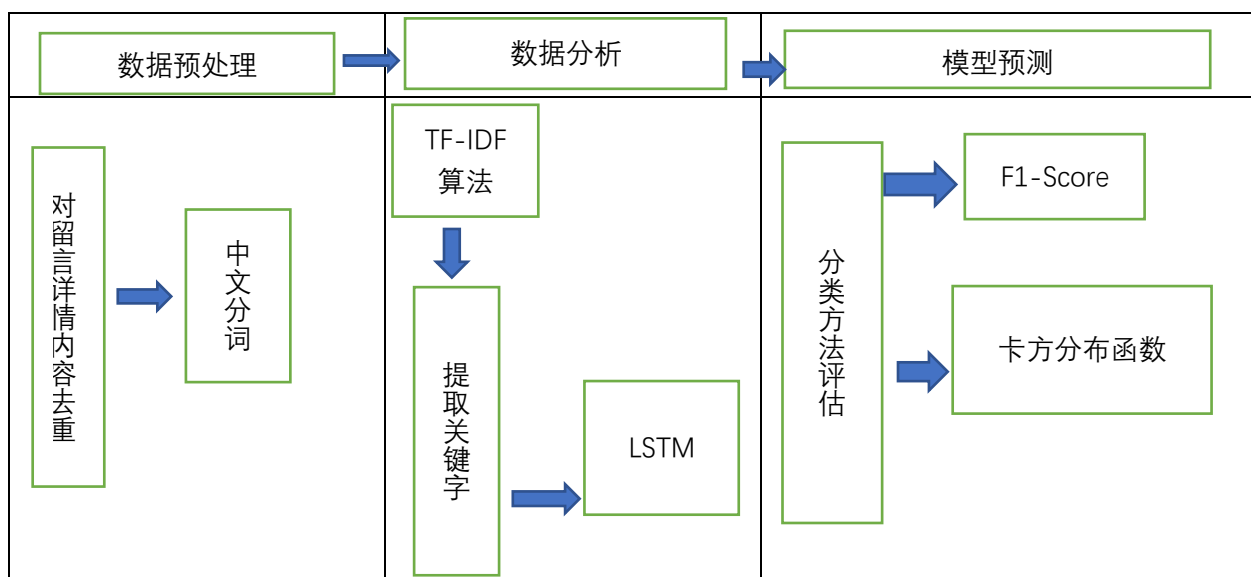 数据预处理
数据分析
模型预测
对留言详情内容去重
中文分词
TF-IDF
算法
提取关键字
LSTM
分类方法评估
F1-Score
卡方分布函数